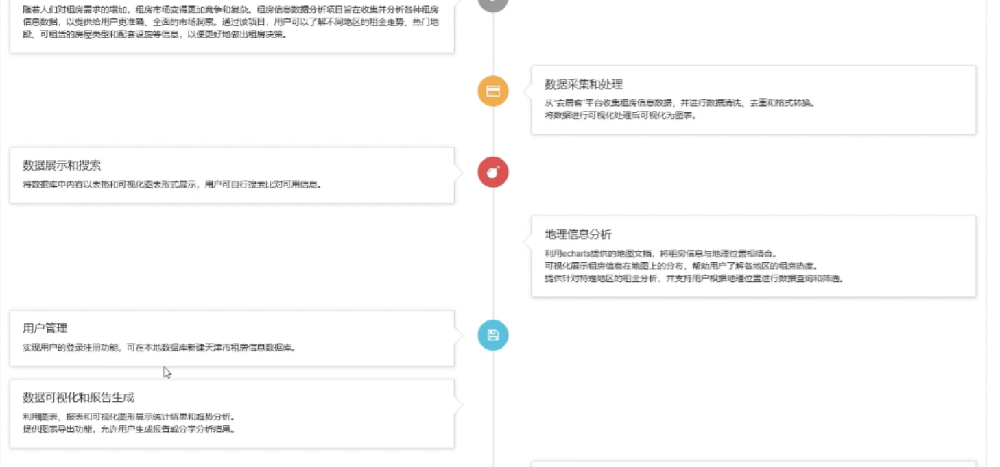 随着人们对租房需求的增加，租房市场变得更加竞争和复杂。租房信息数据分析项目旨在收集并分析各种租房
信息数据，以提供给用户更准确、全面的市场洞察。通过该项目，用户可以了解不同地区的租金走势、热门地
段、可租赁的房屋类型和配套设施等信息，以便更好地做出租房决策。
数据采集和处理
从“安居客”平台收集租房信息数据，并进行数据清洗、去重和格式转换。
将数据进行可视化处理后可视化为图表。
数据展示和搜索
将数据库中内容以表格和可视化图表形式展示，用户可自行搜索比对可用信息。
地理信息分析
利用echarts提供的地图文档，将租房信息与地理位置相结合。
可视化展示租房信息在地图上的分布，帮助用户了解各地区的租房热度。
提供针对特定地区的租金分析，并支持用户根据地理位置进行数据查询和筛选。
用户管理
实现用户的登录注册功能，可在本地数据库新建天津市租房信息数据库。
数据可视化和报告生成
利用图表、报表和可视化图形展示统计结果和趋势分析。
提供图表导出功能，允许用户生成报告或分享分析结果。